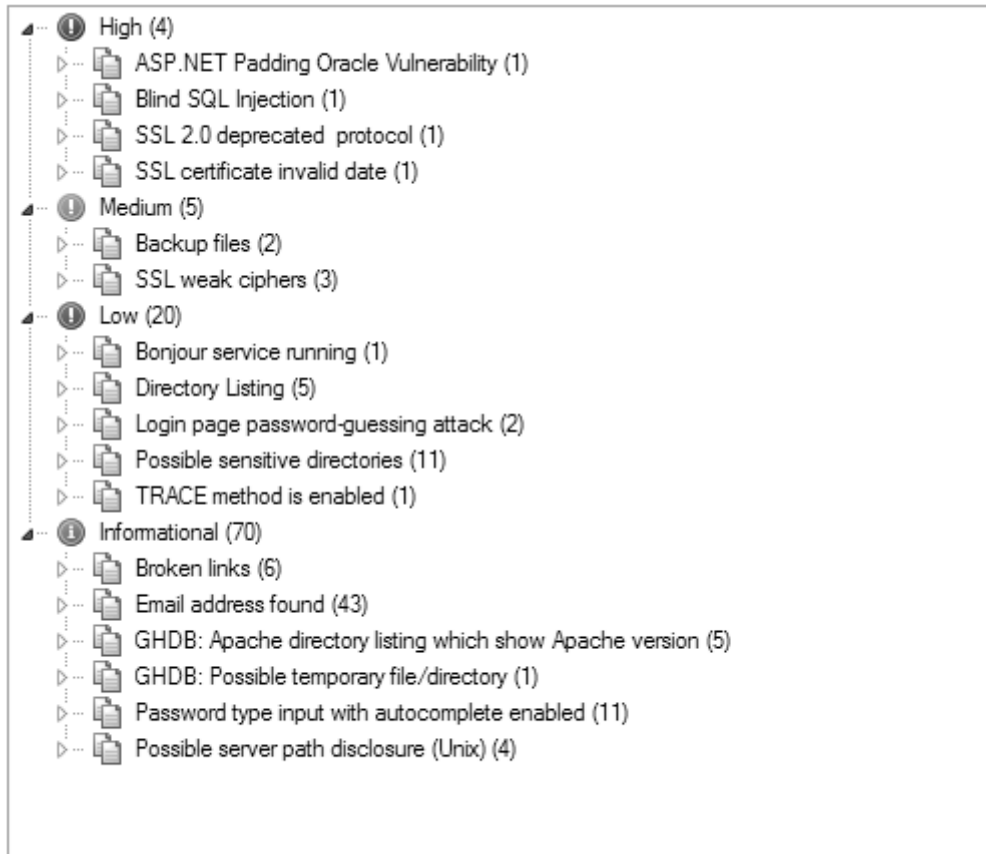 High (4)
ASP.NET Padding Oracle Vulnerability (1)
Blind SQL Injection (1)
SSL 2.0 deprecated  protocol (1)
SSL certificate invalid date (1)
Medium (5)
Backup files (2)
SSL weak ciphers (3)
Low (20)
Bonjour service running (1)
Directory Listing (5)
Login page password-guessing attack (2)
Possible sensitive directories (11)
TRACE method is enabled (1)
Informational (70)
Broken links (6)
Email address found (43)
GHDB: Apache directory listing which show Apache version (5)
GHDB: Possible temporary file/directory (1)
Password type input with autocomplete enabled (11)
Possible server path disclosure (Unix) (4)